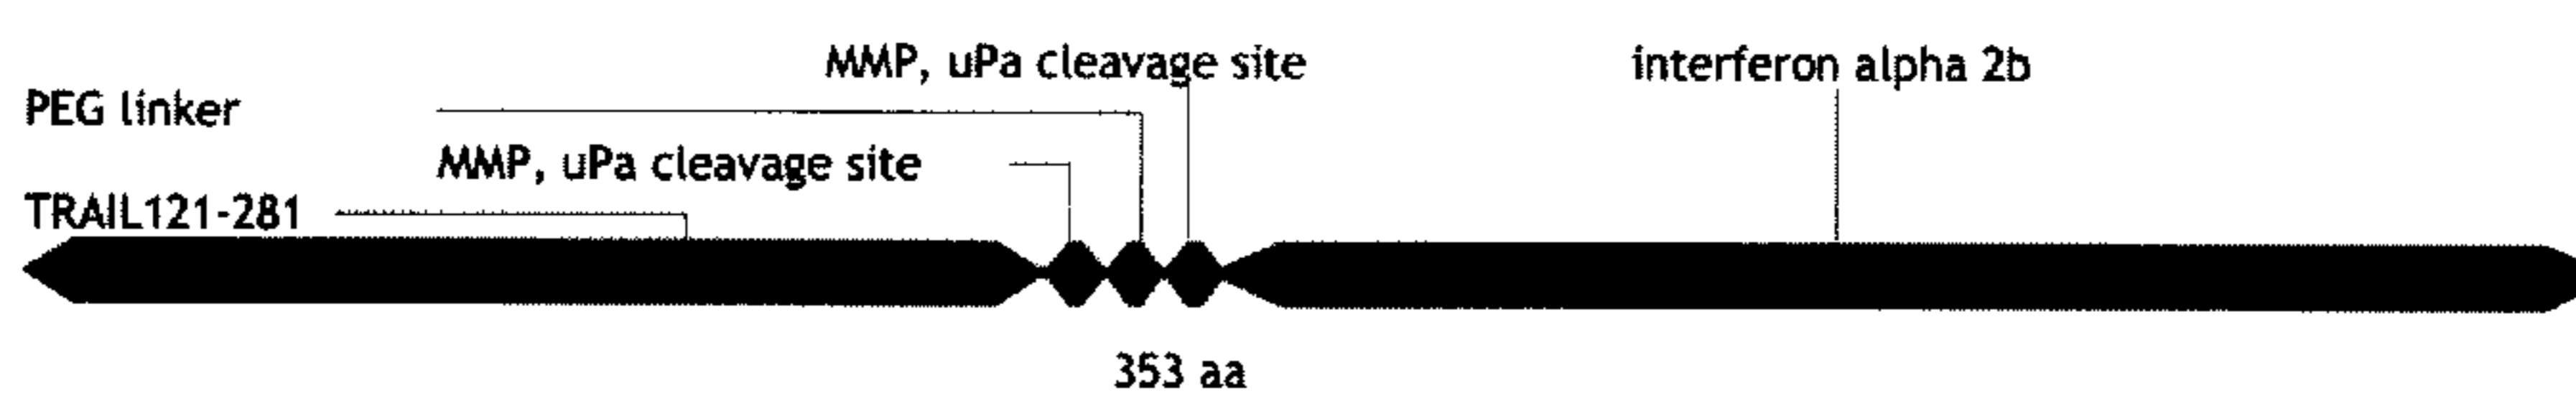 MMP, uPa cleavage site
interferon alpha 2b
PEG linker
MMP, uPa cleavage site
TRAIL121-281
353 aa